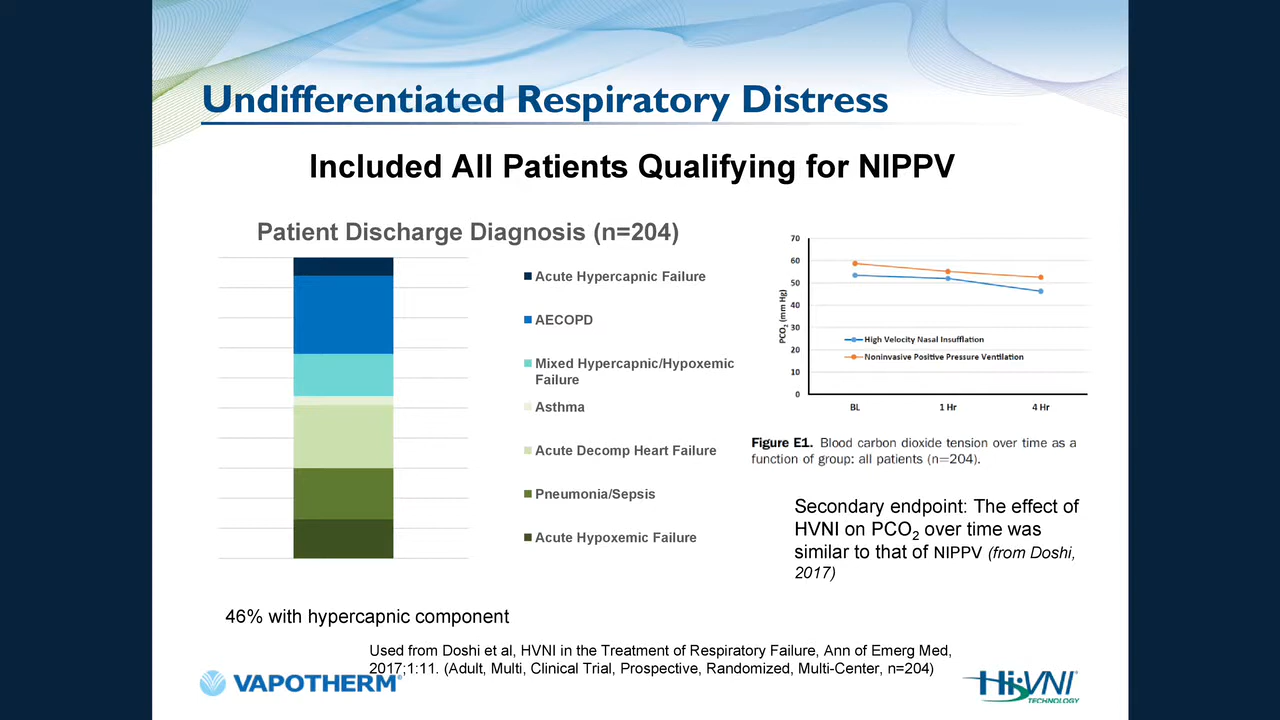 Undifferentiated Respiratory Distress
Included All Patients Qualifying for NIPPV
Patient Discharge Diagnosis (n=204)
Acute Hypercapnic Failure
AECOPD
Mixed Hypercapnic/Hypoxemic
Failure
Asthma
Acute Decomp Heart Failure
Pneumonia/Sepsis
Acute Hypoxemic Failure
46% with hypercapnic component
70
60
50
40
30
20
10
0
PCO2 (mm Hg)
High Velocity Nasal Insufflation
Noninvasive Positive Pressure Ventilation
BL 1 Hr 4 Hr
Figure E1. Blood carbon dioxide tension over time as a
function of group: all patients (n=204).
Secondary endpoint: The effect of
HVNI on PCO2 over time was
similar to that of NIPPV (from Doshi,
2017)
Used from Doshi et al, HVNI in the Treatment of Respiratory Failure, Ann of Emerg Med,
2017;1:11. (Adult, Multi, Clinical Trial, Prospective, Randomized, Multi-Center, n=204)
VAPOTHERM®
Hi-VNI®
TECHNOLOGY